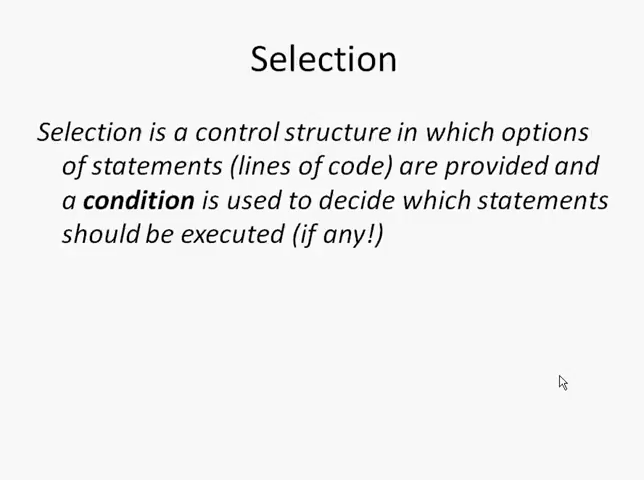 Selection
Selection is a control structure in which options
of statements (lines of code) are provided and
a condition is used to decide which statements
should be executed (if any!)